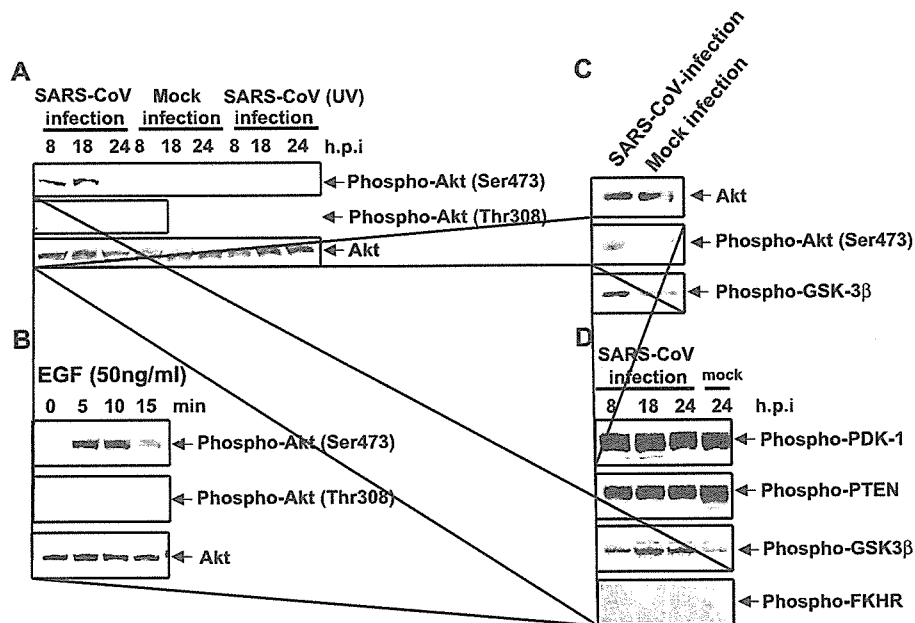 A
SARS-CoV infection
Mock infection
SARS-CoV (UV) infection
8 18 24 8 18 24 8 18 24 h.p.i
Phospho-Akt (Ser473)
Phospho-Akt (Thr308)
Akt
B
EGF (50ng/ml)
0 5 10 15 min
Phospho-Akt (Ser473)
Phospho-Akt (Thr308)
Akt
C
SARS-CoV-infection
Mock infection
Akt
Phospho-Akt (Ser473)
Phospho-GSK-3β
D
SARS-CoV infection
mock
8 18 24 24 h.p.i
Phospho-PDK-1
Phospho-PTEN
Phospho-GSK3β
Phospho-FKHR